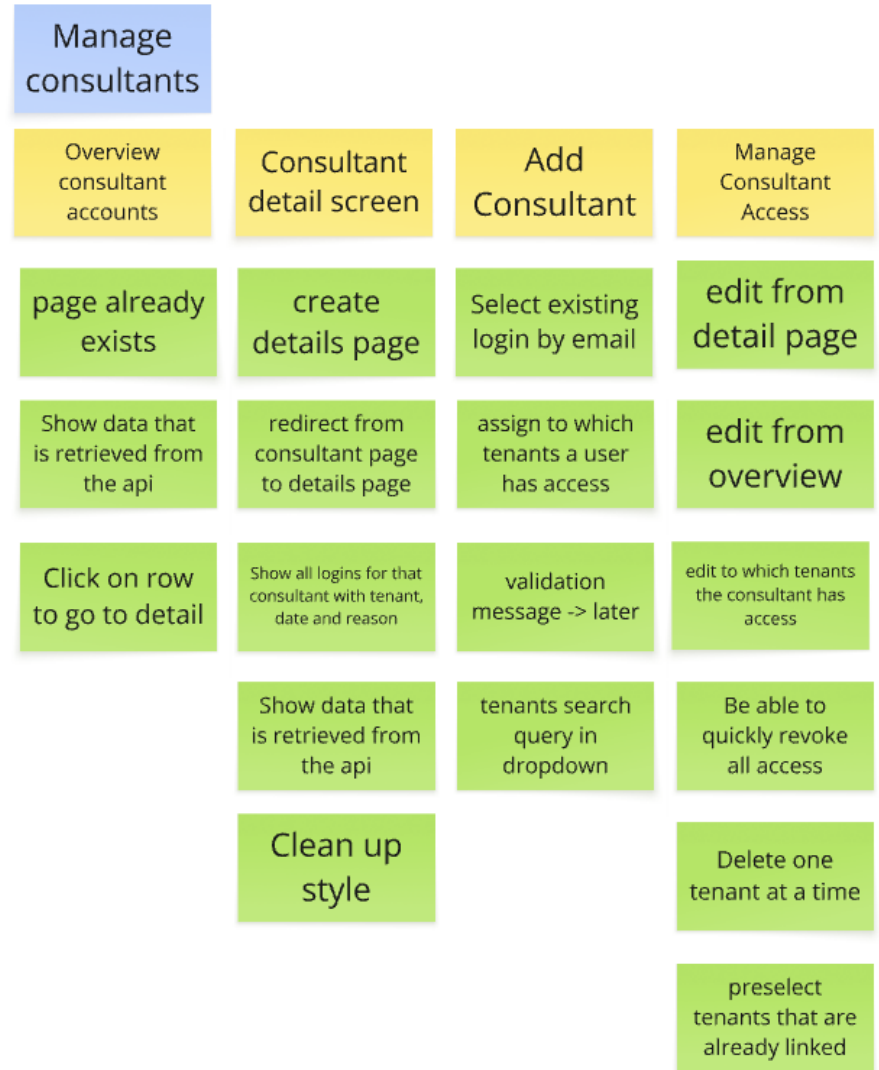 Manage
consultants
Overview
consultant
accounts
Consultant
detail screen
Add
Consultant
Manage
Consultant
Access
page already
exists
create
details page
Select existing
login by email
edit from
detail page
Show data that
is retrieved from
the api
redirect from
consultant page
to details page
assign to which
tenants a user
has access
edit from
overview
Click on row
to go to detail
Show all logins for that
consultant with tenant,
date and reason
validation
message -> later
edit to which tenants
the consultant has
access
Show data that
is retrieved from
the api
tenants search
query in
dropdown
Be able to
quickly revoke
all access
Clean up
style
Delete one
tenant at a time
preselect
tenants that are
already linked